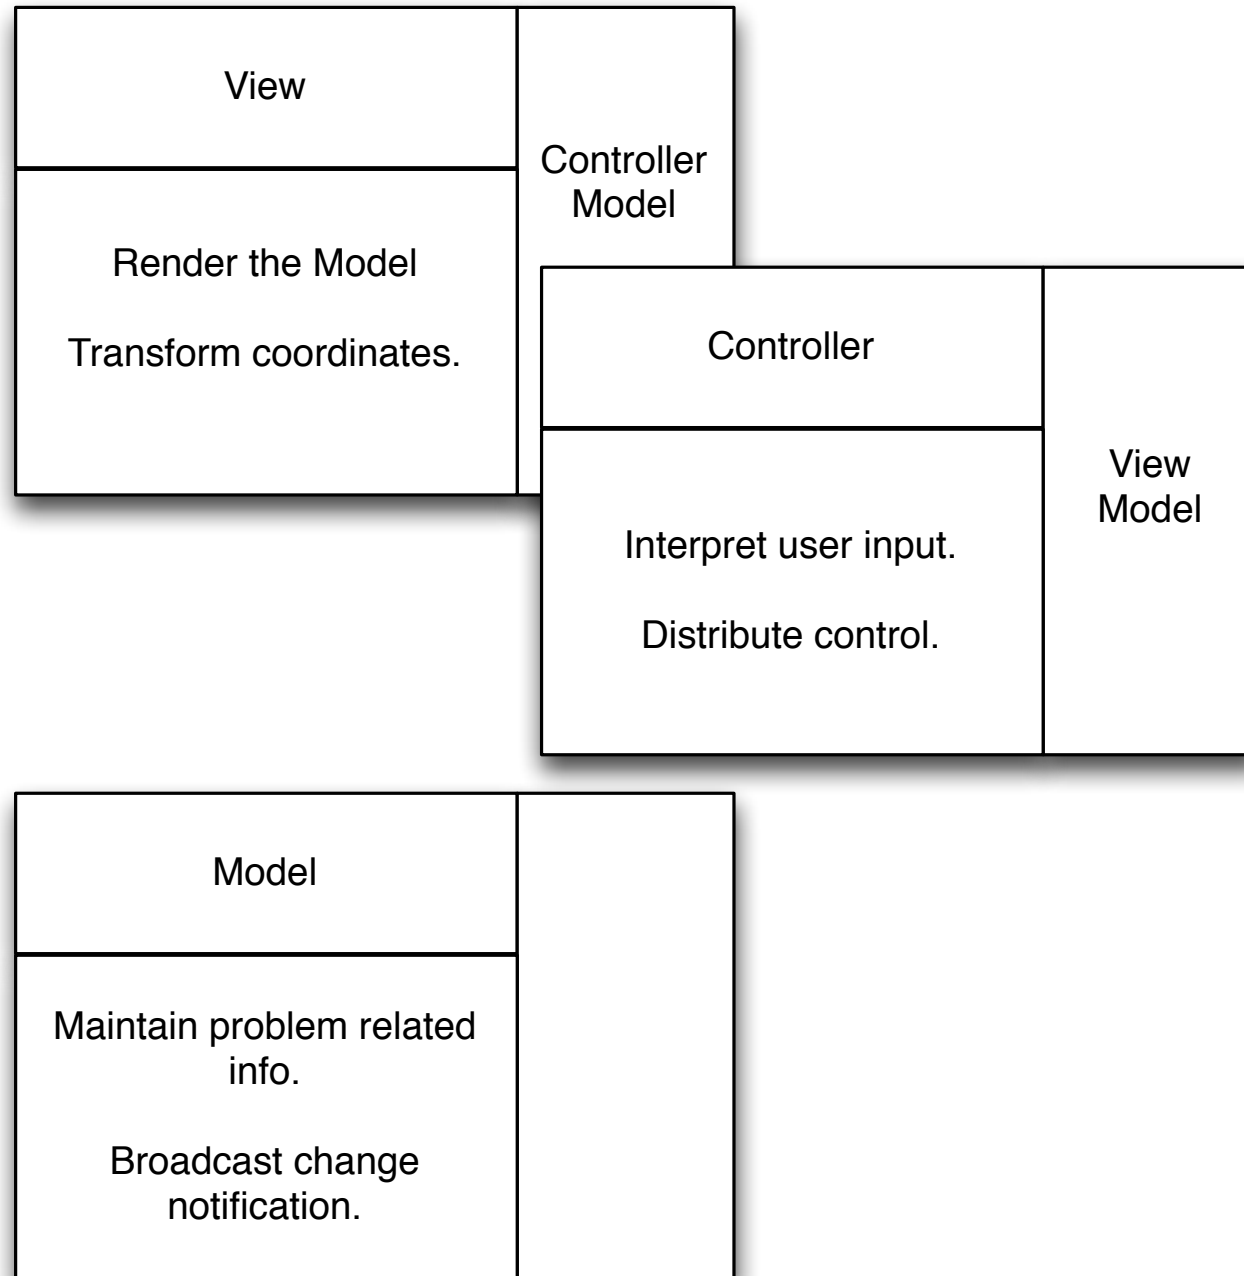 View
Controller
Model
Render the Model
Transform coordinates.
Controller
View
Model
Interpret user input.
Distribute control.
Model
Maintain problem related
info.
Broadcast change
notification.